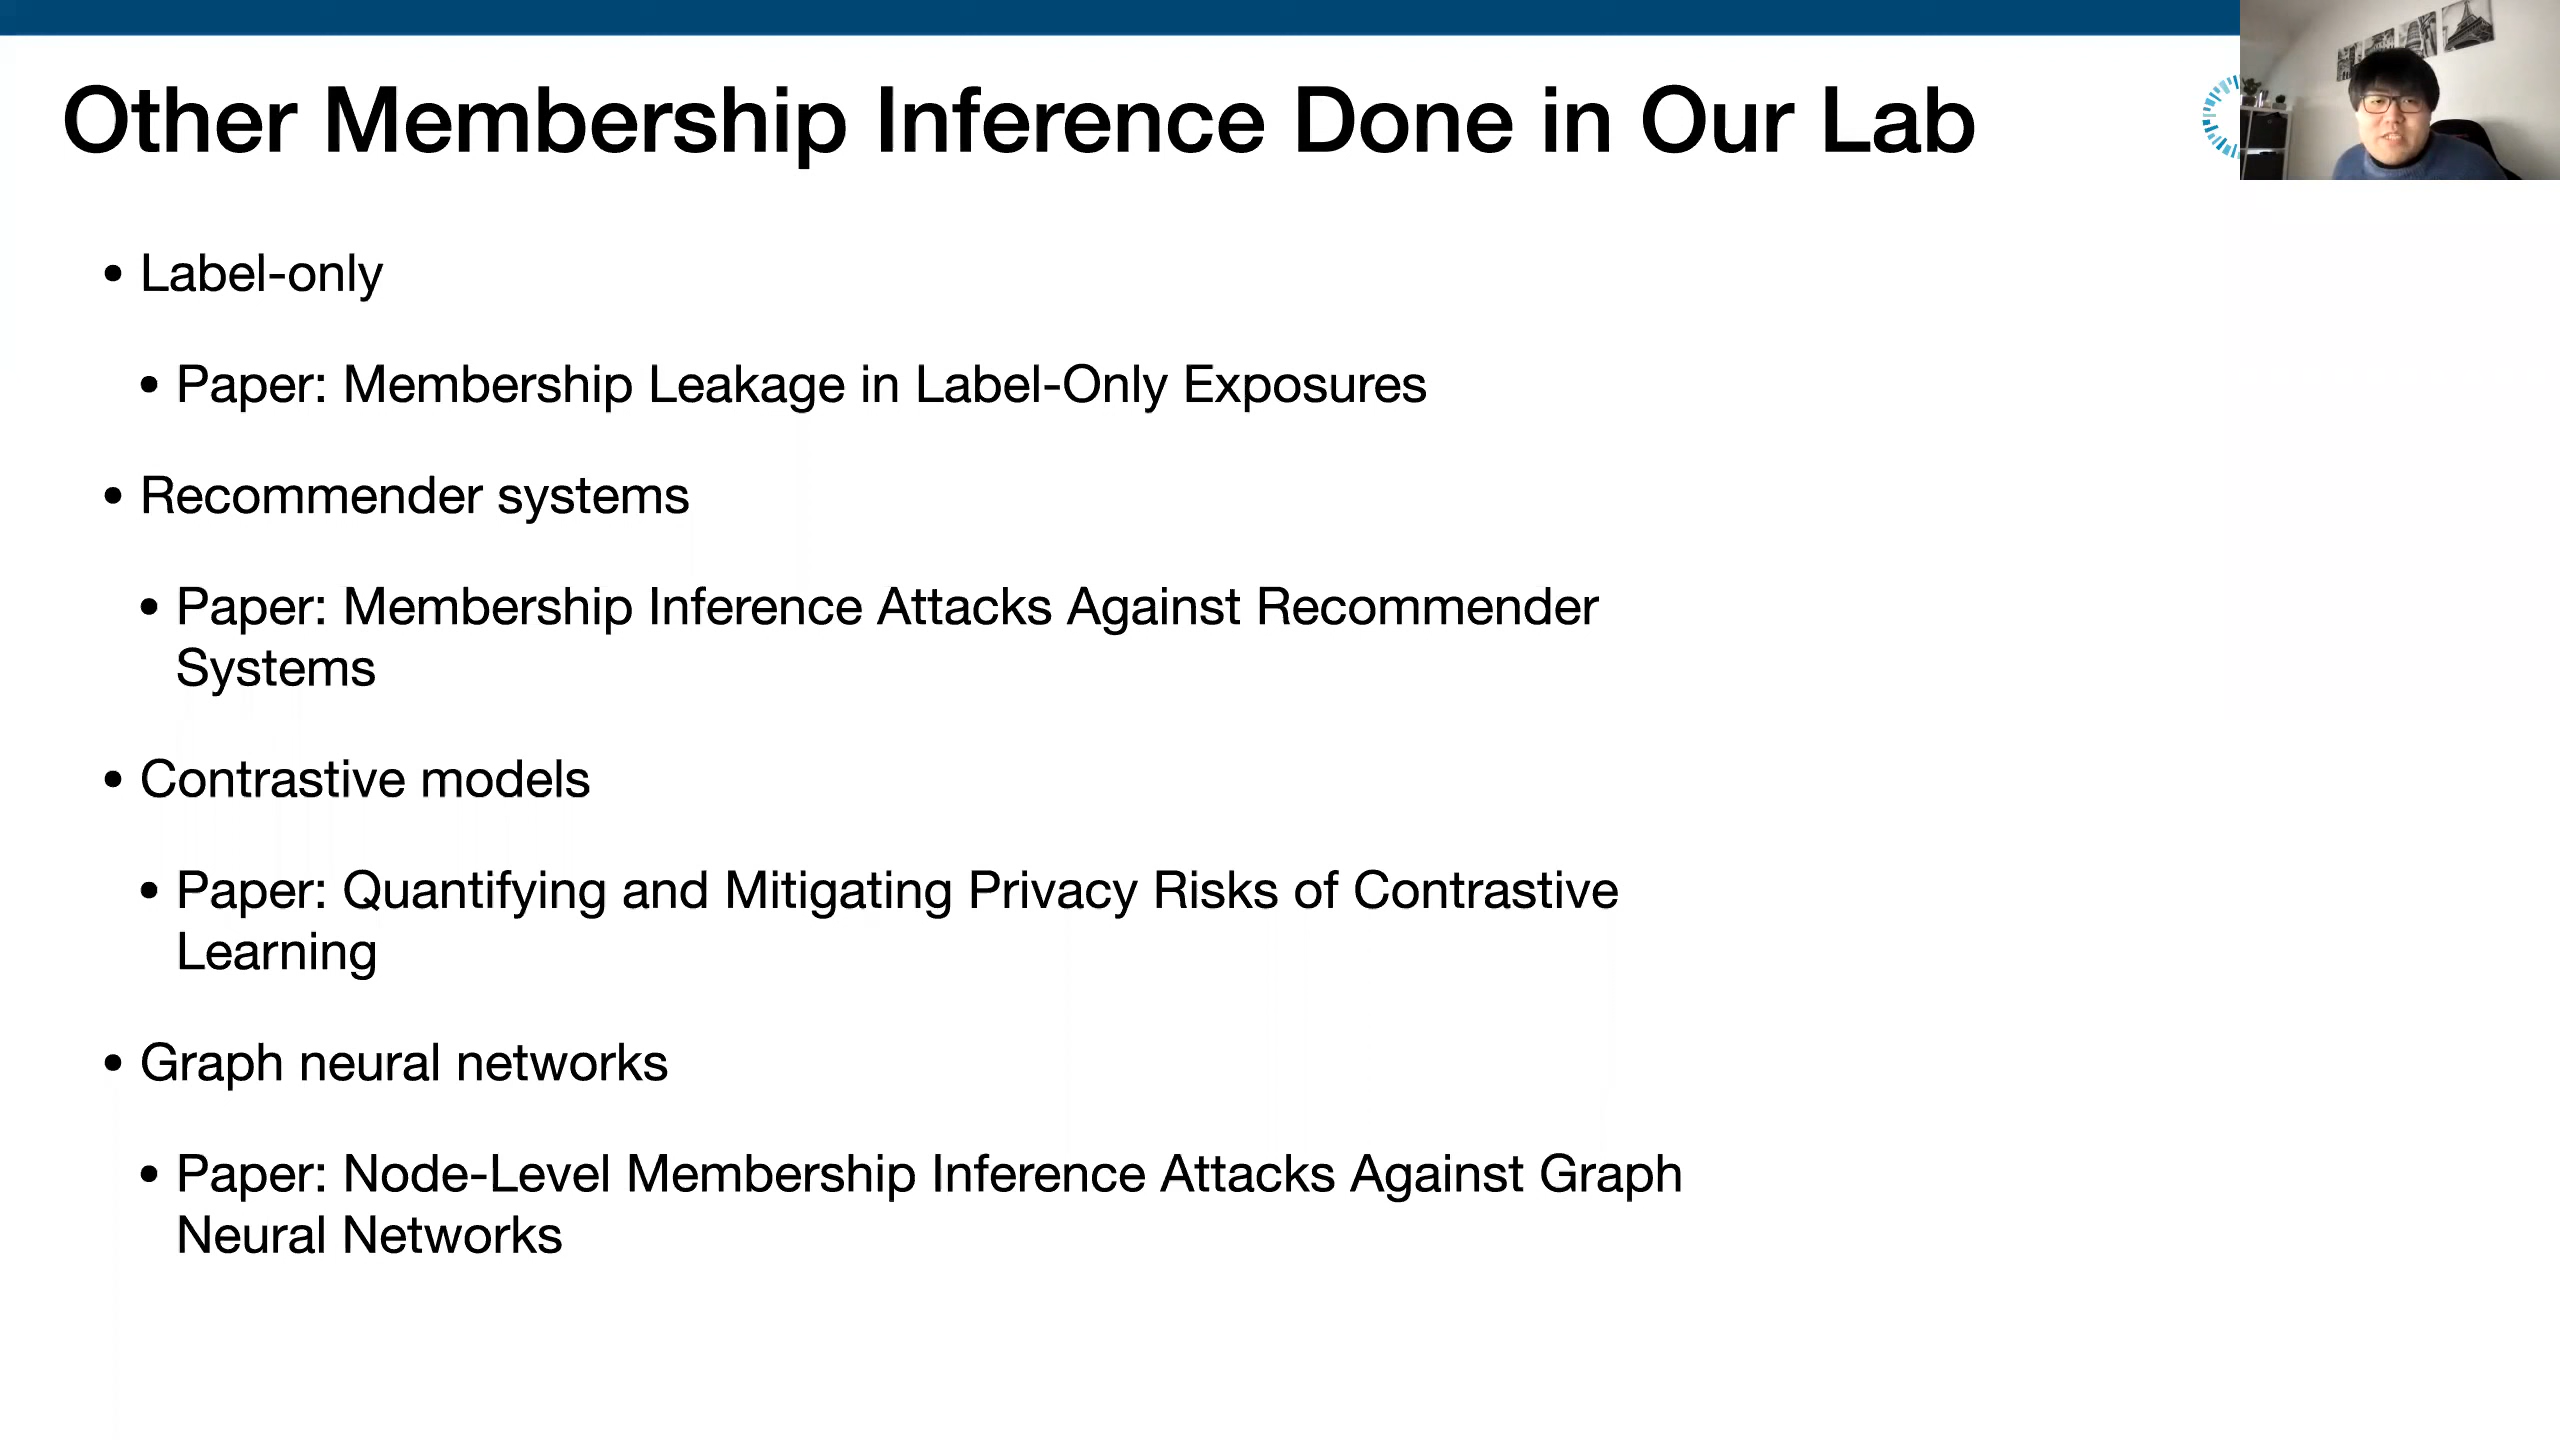 Other Membership Inference Done in Our Lab
• Label-only
• Paper: Membership Leakage in Label-Only Exposures
• Recommender systems
• Paper: Membership Inference Attacks Against Recommender
Systems
• Contrastive models
• Paper: Quantifying and Mitigating Privacy Risks of Contrastive
Learning
• Graph neural networks
• Paper: Node-Level Membership Inference Attacks Against Graph
Neural Networks